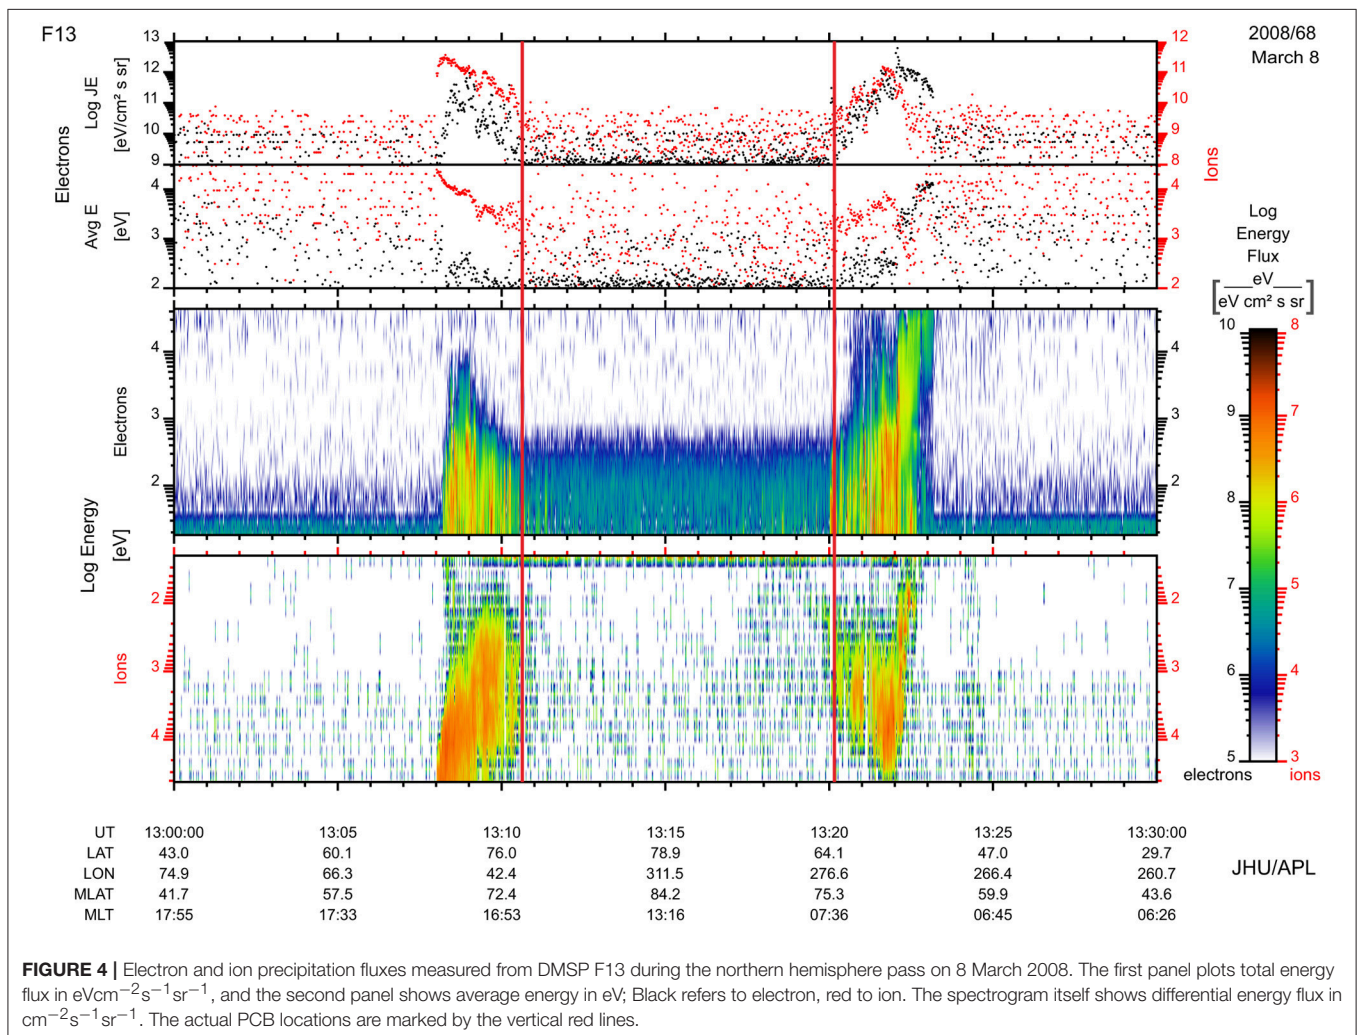 F13
2008/68
March 8
13
12
11
10
9
Log JE
[eV/cm² s sr]
12
11
10
9
8
Electrons
Ions
4
3
2
Avg E
[eV]
4
3
2
Log
Energy
Flux
eV
eV cm² s sr
4
3
2
Electrons
4
3
2
Log Energy
[eV]
2
3
4
Ions
2
3
4
10
9
8
7
6
5
8
7
6
5
4
3
electrons
ions
UT 13:00:00 13:05 13:10 13:15 13:20 13:25 13:30:00
LAT 43.0 60.1 76.0 78.9 64.1 47.0 29.7
LON 74.9 66.3 42.4 311.5 276.6 266.4 260.7
MLAT 41.7 57.5 72.4 84.2 75.3 59.9 43.6
MLT 17:55 17:33 16:53 13:16 07:36 06:45 06:26
JHU/APL
FIGURE 4 | Electron and ion precipitation fluxes measured from DMSP F13 during the northern hemisphere pass on 8 March 2008. The first panel plots total energy
flux in eVcm−2s−1sr−1, and the second panel shows average energy in eV; Black refers to electron, red to ion. The spectrogram itself shows differential energy flux in
cm−2s−1sr−1. The actual PCB locations are marked by the vertical red lines.